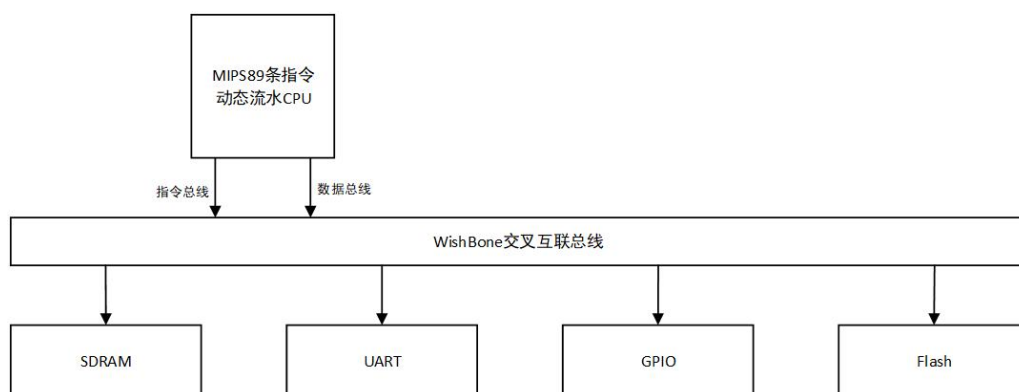 MIPS89条指令
动态流水CPU
指令总线
数据总线
WishBone交叉互联总线
SDRAM
UART
GPIO
Flash